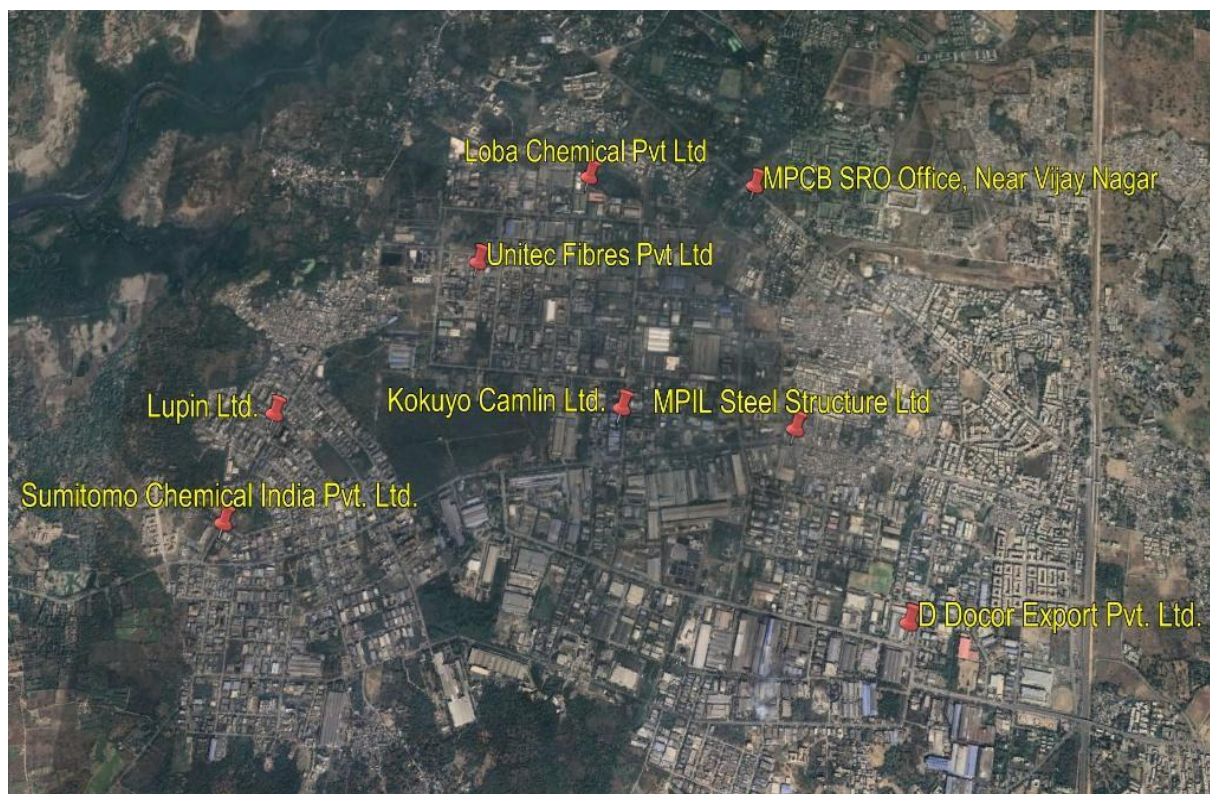 Loba Chemical Pvt Ltd
MPCB SRO Office, Near Vijay Nagar
Unitec Fibres Pvt Ltd
Lupin Ltd.
Kokuyo Camlin Ltd.
MPIL Steel Structure Ltd
Sumitomo Chemical India Pvt. Ltd.
D Docor Export Pvt. Ltd.